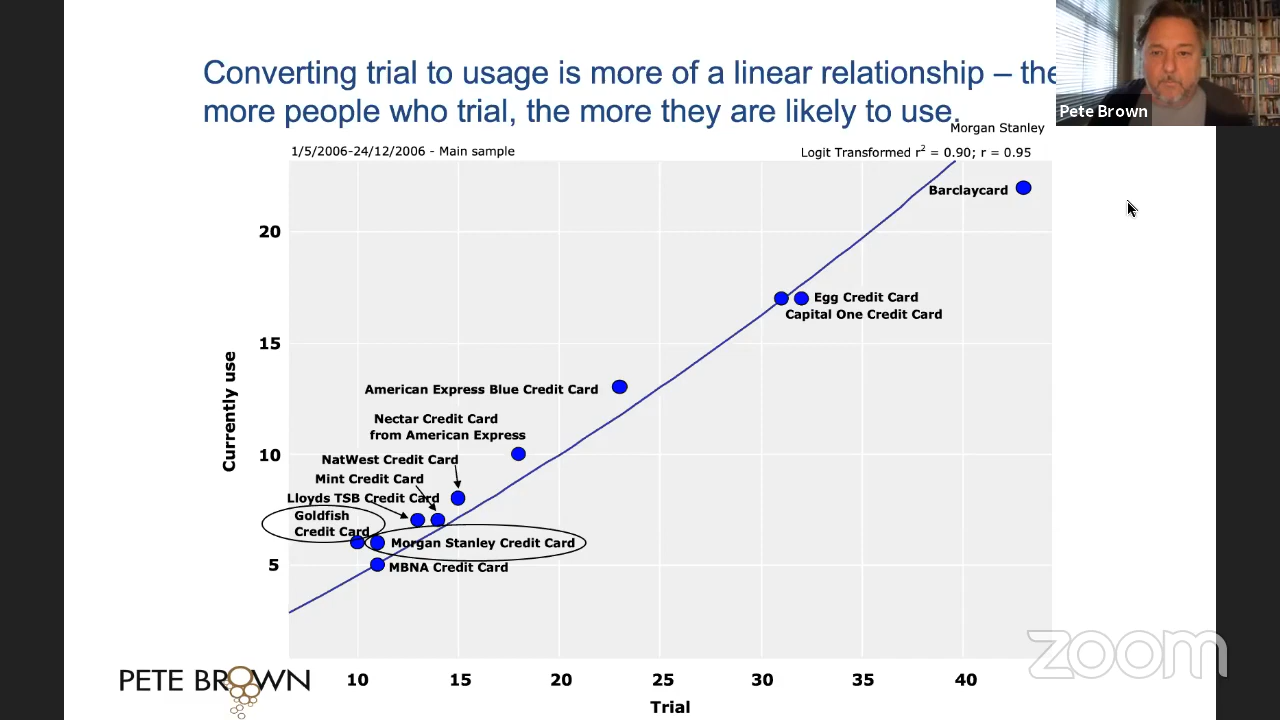 Converting trial to usage is more of a linear relationship – the
more people who trial, the more they are likely to use.
Pete Brown
Morgan Stanley
1/5/2006-24/12/2006 - Main sample
Logit Transformed r² = 0.90; r = 0.95
Barclaycard
20
Egg Credit Card
Capital One Credit Card
15
American Express Blue Credit Card
Nectar Credit Card
from American Express
Currently use
10
NatWest Credit Card
Mint Credit Card
Lloyds TSB Credit Card
Goldfish
Credit Card
Morgan Stanley Credit Card
5
MBNA Credit Card
zoom
PETE BROWN
10 15 20 25 30 35 40
Trial